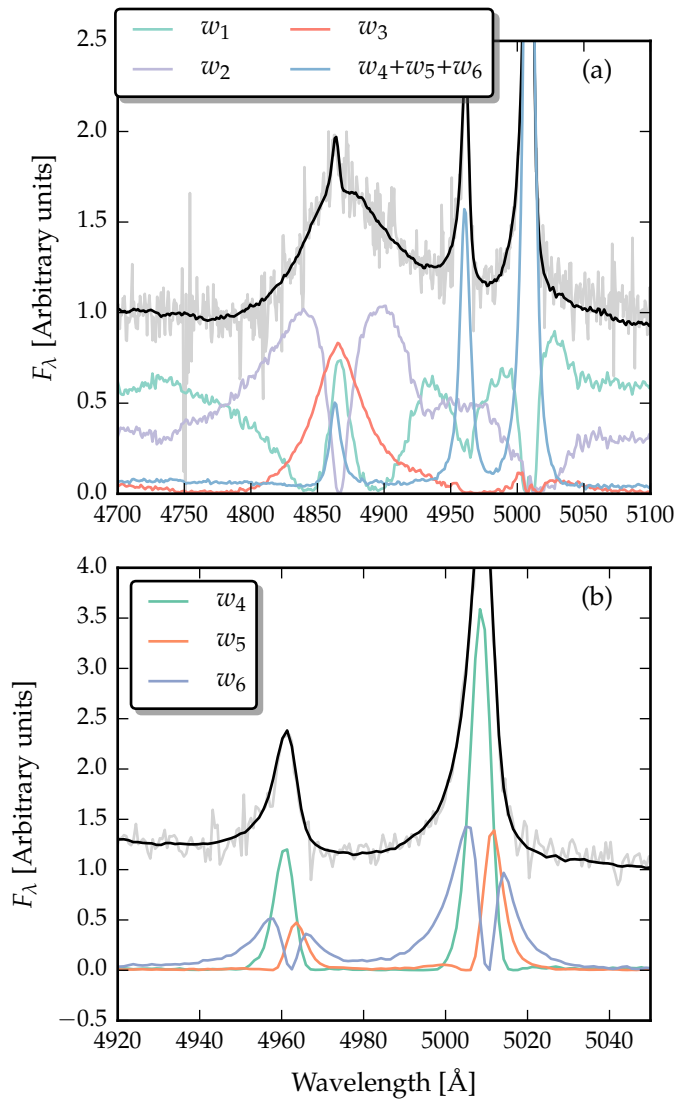 w₁ w₃
w₂ w₄+w₅+w₆
(a)
2.5
2.0
1.5
1.0
0.5
0.0
F_λ [Arbitrary units]
4700 4750 4800 4850 4900 4950 5000 5050 5100
w₄
w₅
w₆
(b)
4.0
3.5
3.0
2.5
2.0
1.5
1.0
0.5
0.0
−0.5
F_λ [Arbitrary units]
4920 4940 4960 4980 5000 5020 5040
Wavelength [Å]